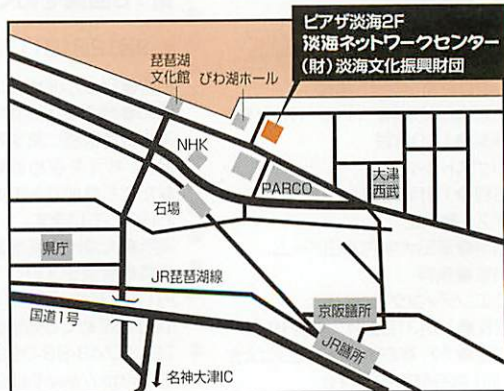 ピアザ淡海2F
淡海ネットワークセンター
(財)淡海文化振興財団
琵琶湖
文化館
びわ湖ホール
NHK
PARCO
大津
西武
石場
県庁
JR琵琶湖線
京阪膳所
国道1号
JR膳所
名神大津IC